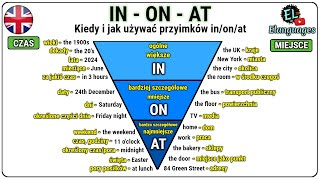 IN - ON - AT
Kiedy i jak używać przyimków in/on/at
EL
Elanguages
CZAS
MIEJSCE
wieki - the 1900s
dekady - the 20's
lata - 2024
miesiące - June
za jakiś czas - in 3 hours
ogólne
większe
IN
the UK - kraje
New York - miasta
the city - okolica
the room - w środku czegoś
daty - 24th December
dni - Saturday
określone części dni - Friday night
bardziej szczegółowe
mniejsze
ON
the bus - transport
the floor - powierzchnia
TV - media
weekend - the weekend
czas, godziny - 11 o'clock
określony czas/pora - midnight
święta - Easter
pory posiłków - at lunch
bardzo szczegółowe
najmniejsze
AT
home - dom
work - praca
the bakery - sklepy
the door - miejsce jako punkt
84 Green Street - adresy